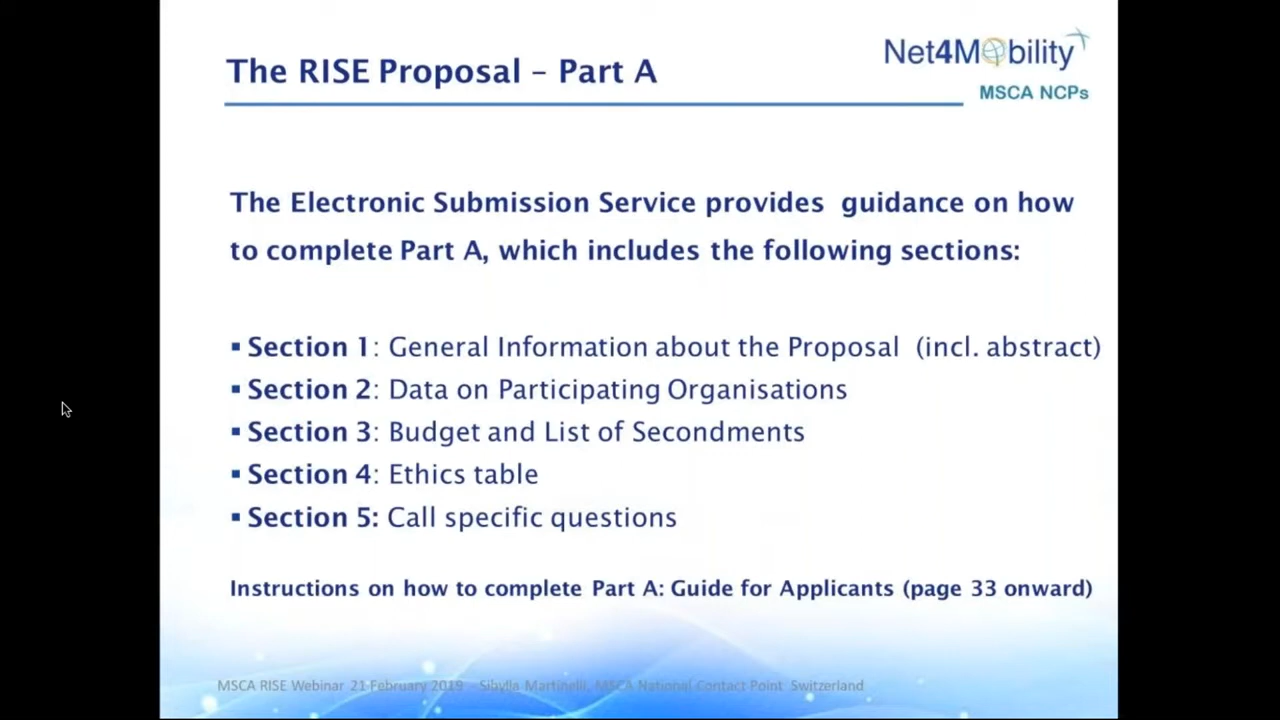 The RISE Proposal – Part A
Net4Mobility
MSCA NCPs
The Electronic Submission Service provides guidance on how
to complete Part A, which includes the following sections:
▪ Section 1: General Information about the Proposal (incl. abstract)
▪ Section 2: Data on Participating Organisations
▪ Section 3: Budget and List of Secondments
▪ Section 4: Ethics table
▪ Section 5: Call specific questions
Instructions on how to complete Part A: Guide for Applicants (page 33 onward)
MSCA RISE Webinar 21 February 2019 - Sibylla Martinelli, MSCA National Contact Point Switzerland